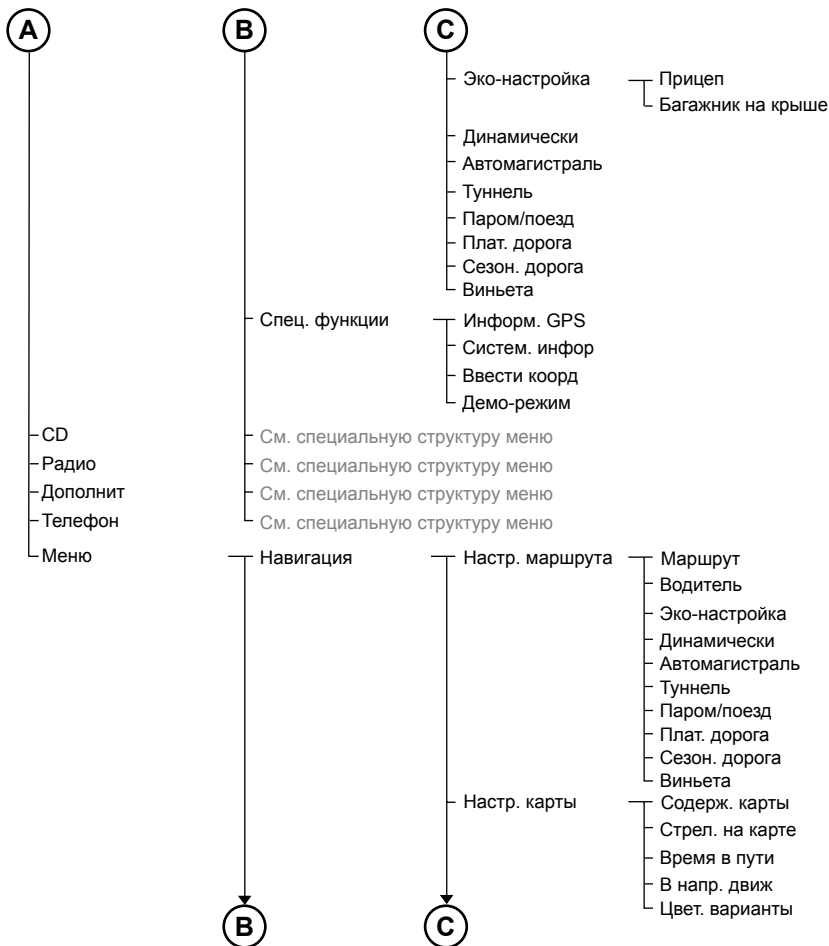 A B C
Эко-настройка Прицеп
Багажник на крыше
Динамически
Автомагистраль
Туннель
Паром/поезд
Плат. дорога
Сезон. дорога
Виньета
Спец. функции Информ. GPS
Систем. инфор
Ввести коорд
Демо-режим
CD См. специальную структуру меню
Радио См. специальную структуру меню
Дополнит См. специальную структуру меню
Телефон См. специальную структуру меню
Меню Навигация Настр. маршрута Маршрут
Водитель
Эко-настройка
Динамически
Автомагистраль
Туннель
Паром/поезд
Плат. дорога
Сезон. дорога
Виньета
Настр. карты Содерж. карты
Стрел. на карте
Время в пути
В напр. движ
Цвет. варианты
B C